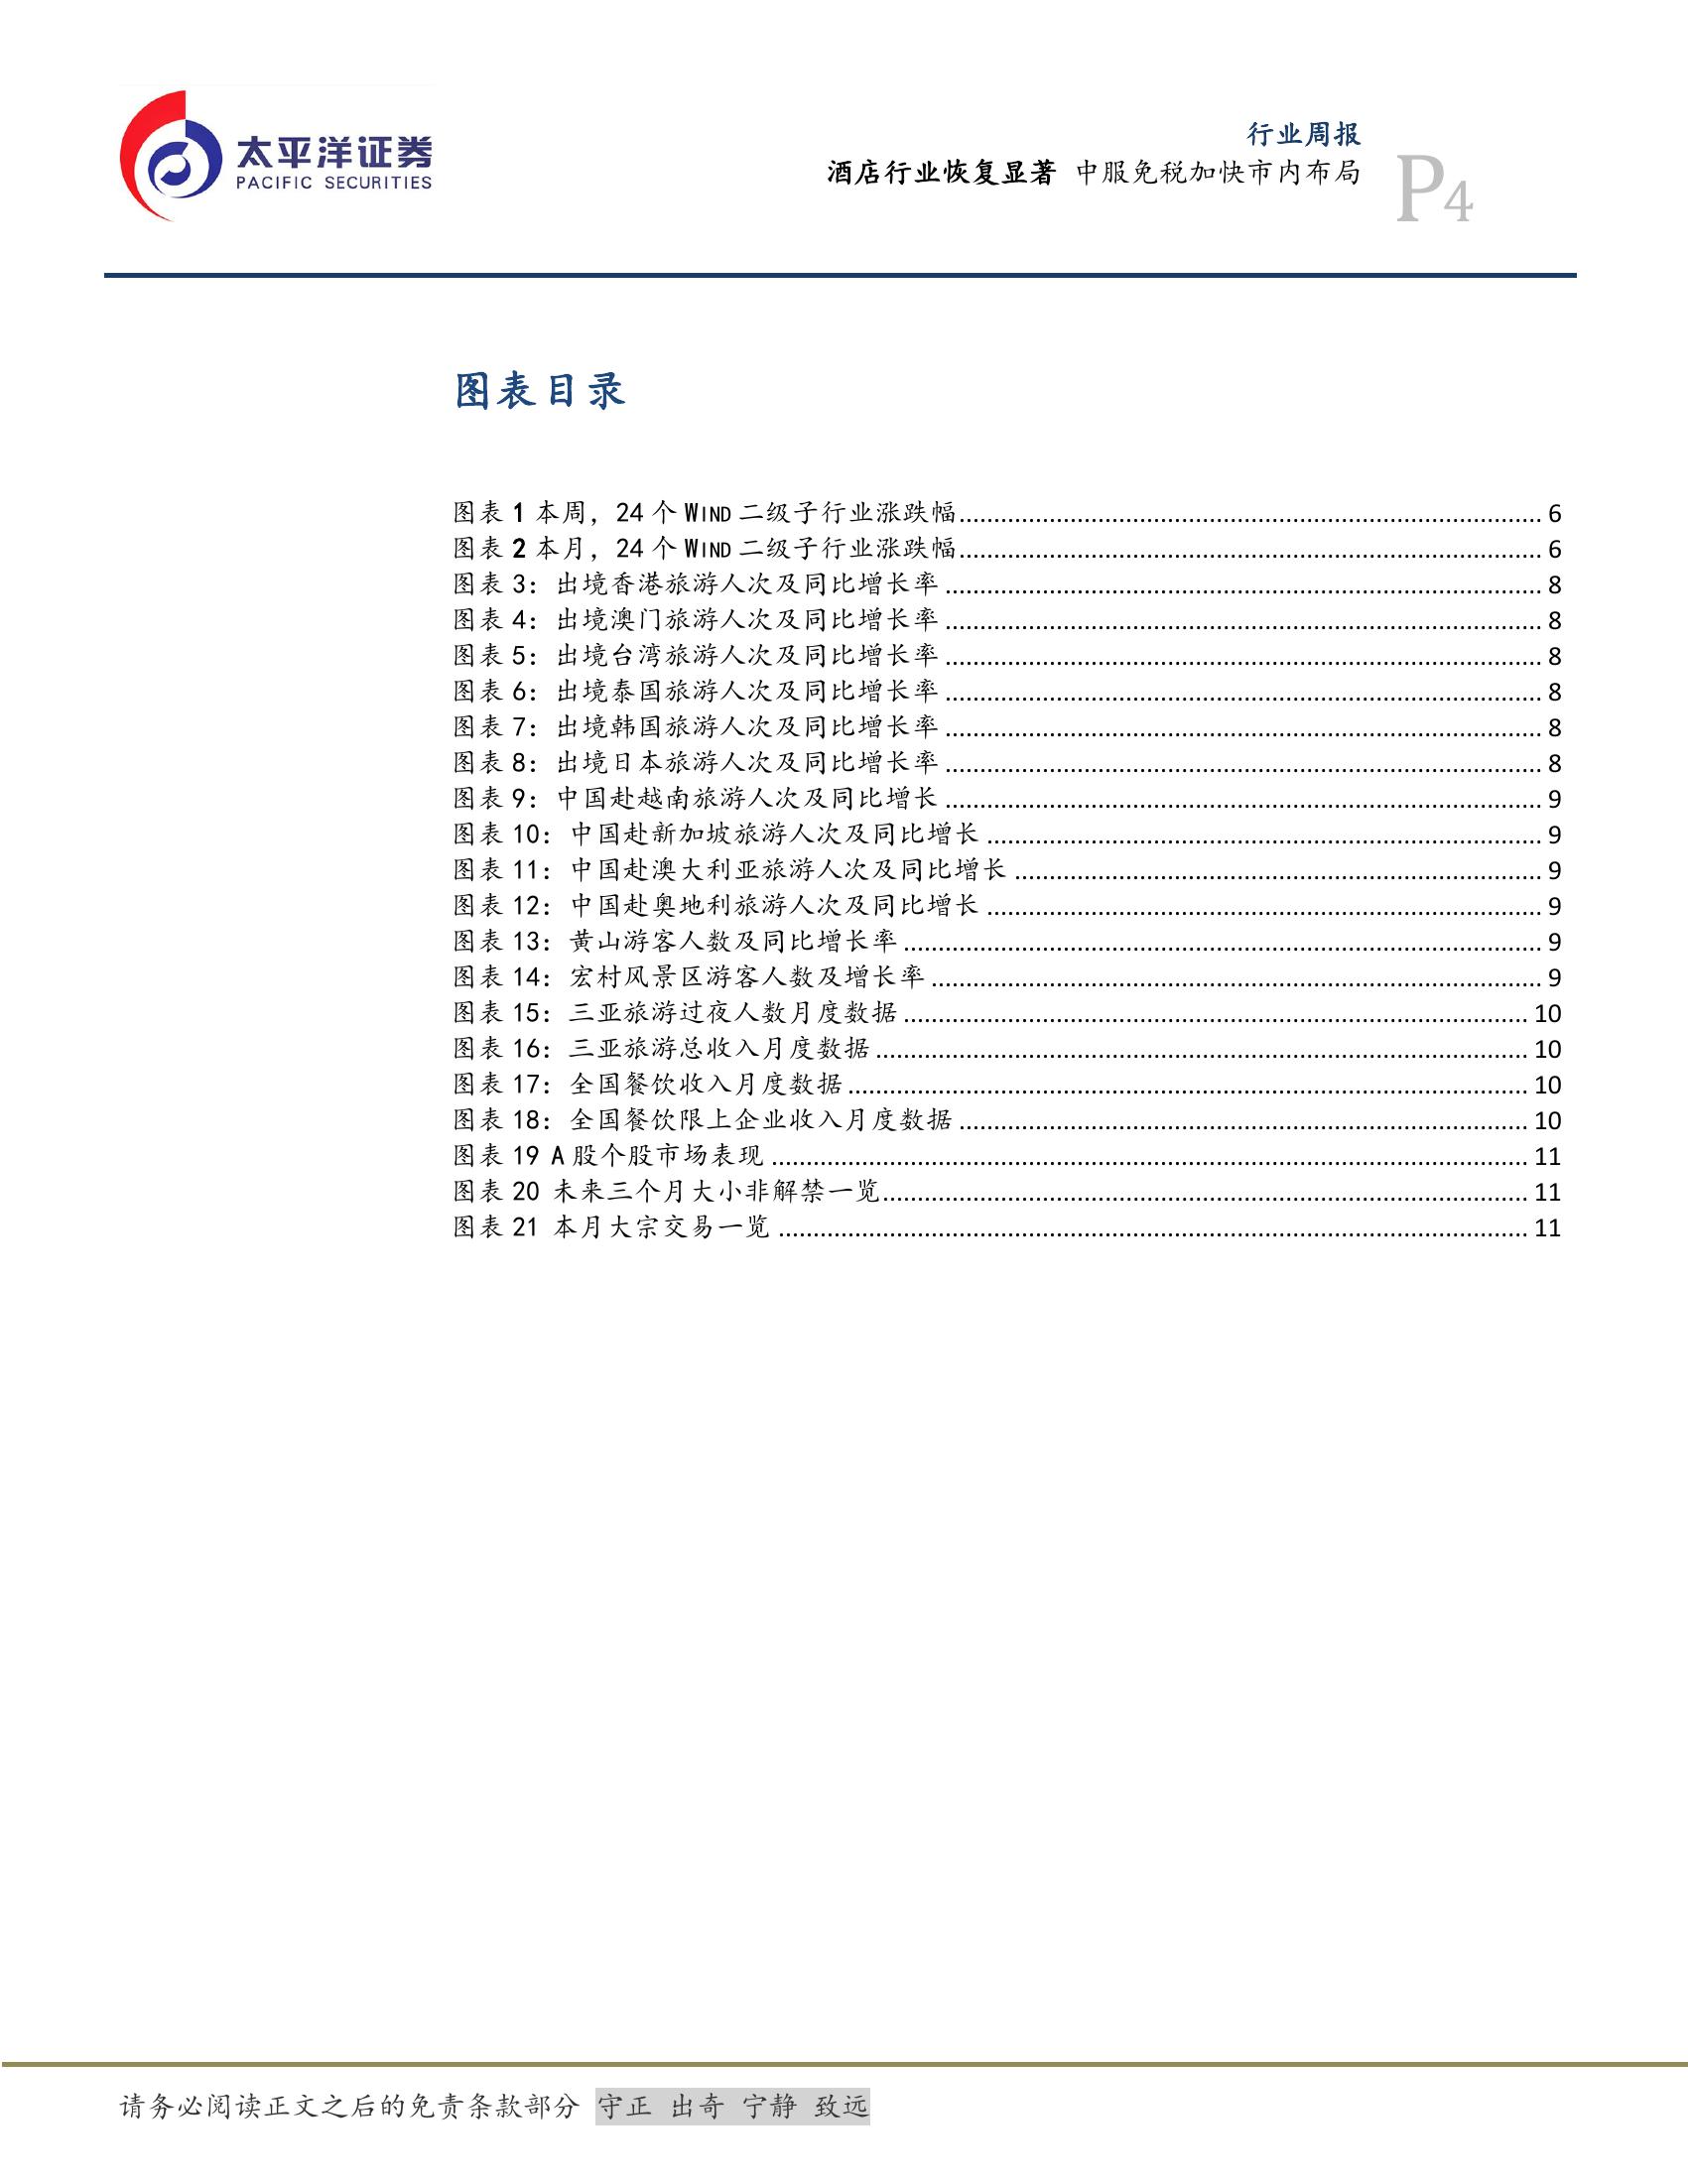 太平洋证券
PACIFIC SECURITIES
行业周报
酒店行业恢复显著 中服免税加快市内布局
P4
图表目录
图表 1 本周，24 个 WIND 二级子行业涨跌幅.......... 6
图表 2 本月，24 个 WIND 二级子行业涨跌幅.......... 6
图表 3：出境香港旅游人次及同比增长率.......... 8
图表 4：出境澳门旅游人次及同比增长率.......... 8
图表 5：出境台湾旅游人次及同比增长率.......... 8
图表 6：出境泰国旅游人次及同比增长率.......... 8
图表 7：出境韩国旅游人次及同比增长率.......... 8
图表 8：出境日本旅游人次及同比增长率.......... 8
图表 9：中国赴越南旅游人次及同比增长.......... 9
图表 10：中国赴新加坡旅游人次及同比增长.......... 9
图表 11：中国赴澳大利亚旅游人次及同比增长.......... 9
图表 12：中国赴奥地利旅游人次及同比增长.......... 9
图表 13：黄山游客人数及同比增长率.......... 9
图表 14：宏村风景区游客人数及增长率.......... 9
图表 15：三亚旅游过夜人数月度数据.......... 10
图表 16：三亚旅游总收入月度数据.......... 10
图表 17：全国餐饮收入月度数据.......... 10
图表 18：全国餐饮限上企业收入月度数据.......... 10
图表 19 A 股个股市场表现.......... 11
图表 20 未来三个月大小非解禁一览.......... 11
图表 21 本月大宗交易一览.......... 11
请务必阅读正文之后的免责条款部分 守正 出奇 宁静 致远